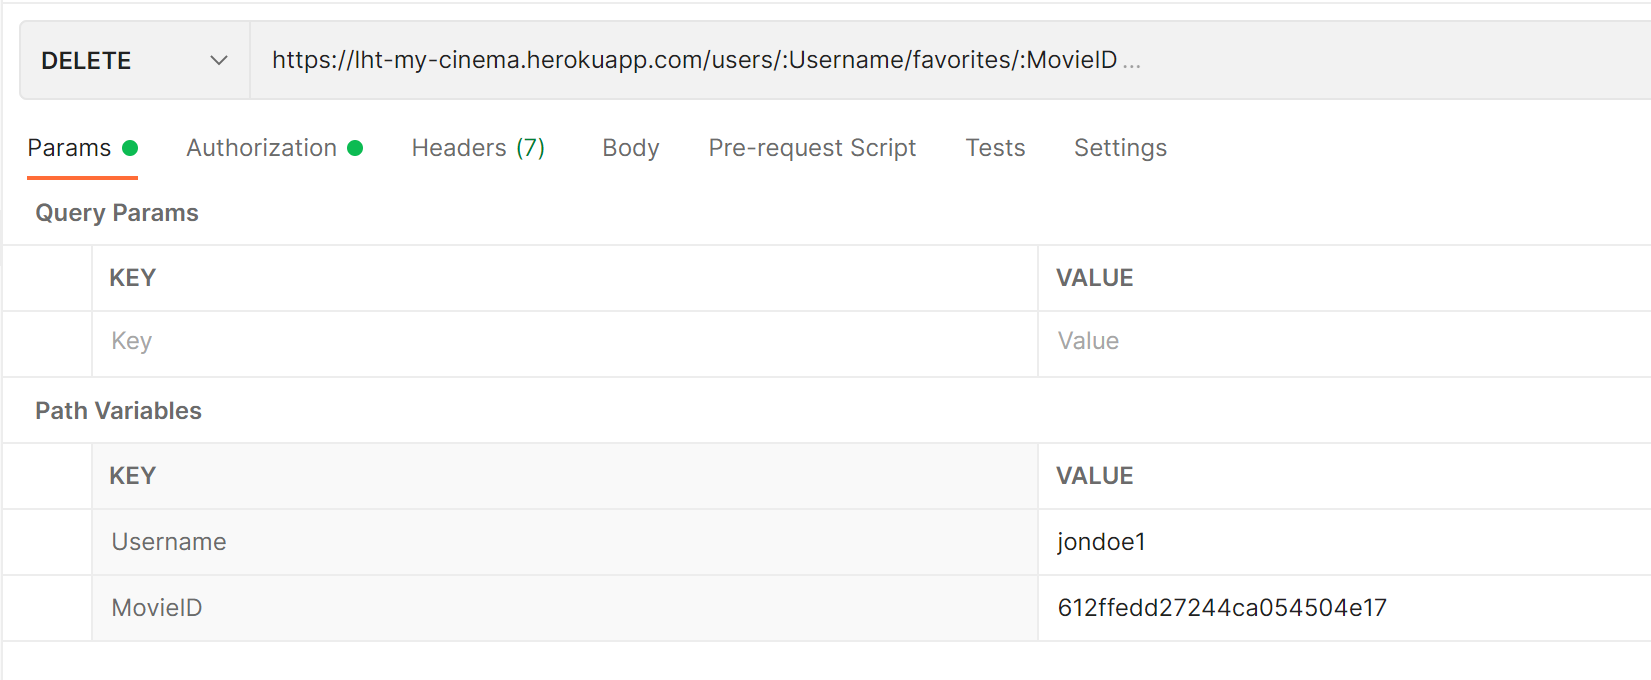 DELETE https://lht-my-cinema.herokuapp.com/users/:Username/favorites/:MovieID ...
Params Authorization Headers (7) Body Pre-request Script Tests Settings
Query Params
KEY VALUE
Key Value
Path Variables
KEY VALUE
Username jondoe1
MovieID 612ffedd27244ca054504e17